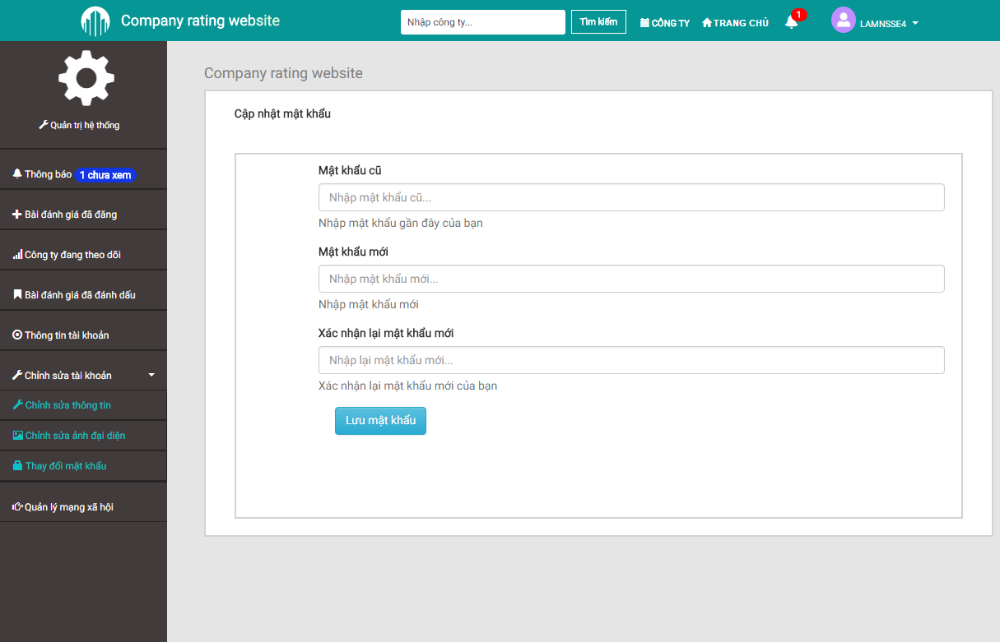 Company rating website
Nhập công ty...
Tìm kiếm
CÔNG TY
TRANG CHỦ
1
LAMNSSE4
Quản trị hệ thống
Thông báo 1 chưa xem
Bài đánh giá đã đăng
Công ty đang theo dõi
Bài đánh giá đã đánh dấu
Thông tin tài khoản
Chỉnh sửa tài khoản
Chỉnh sửa thông tin
Chỉnh sửa ảnh đại diện
Thay đổi mật khẩu
Quản lý mạng xã hội
Company rating website
Cập nhật mật khẩu
Mật khẩu cũ
Nhập mật khẩu cũ...
Nhập mật khẩu gần đây của bạn
Mật khẩu mới
Nhập mật khẩu mới...
Nhập mật khẩu mới
Xác nhận lại mật khẩu mới
Nhập lại mật khẩu mới...
Xác nhận lại mật khẩu mới của bạn
Lưu mật khẩu